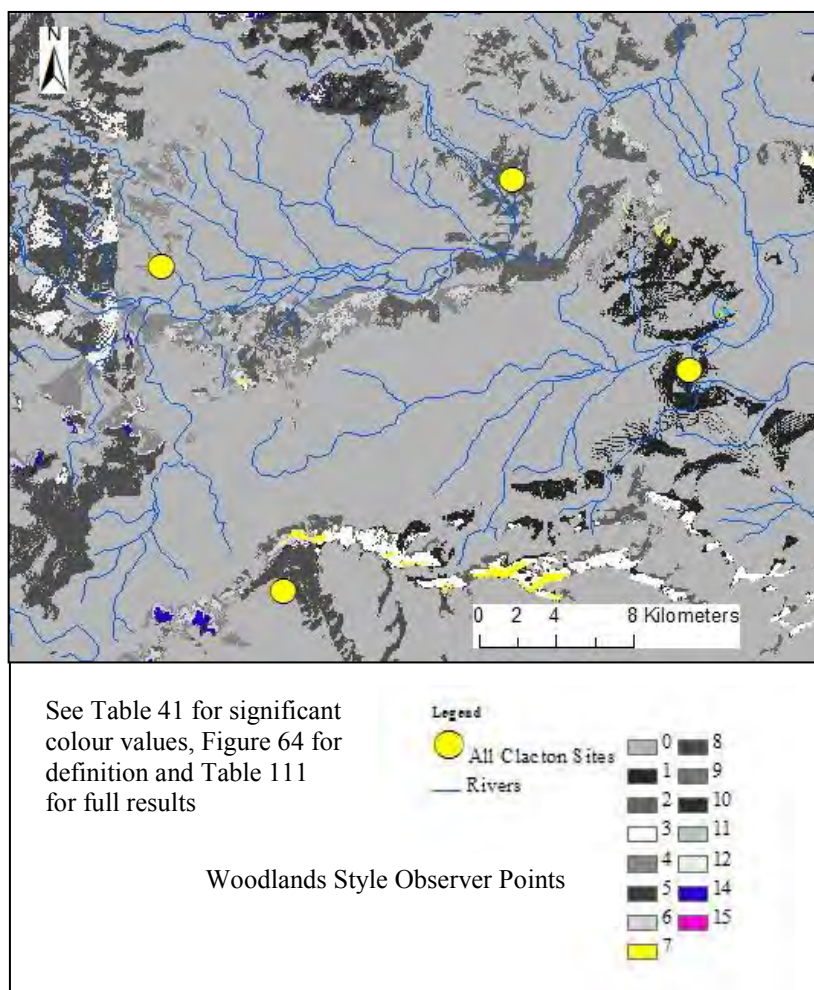 N
0 2 4 8 Kilometers
See Table 41 for significant
colour values, Figure 64 for
definition and Table 111
for full results
Woodlands Style Observer Points
Legend
All Clacton Sites
Rivers
0
1
2
3
4
5
6
7
8
9
10
11
12
14
15